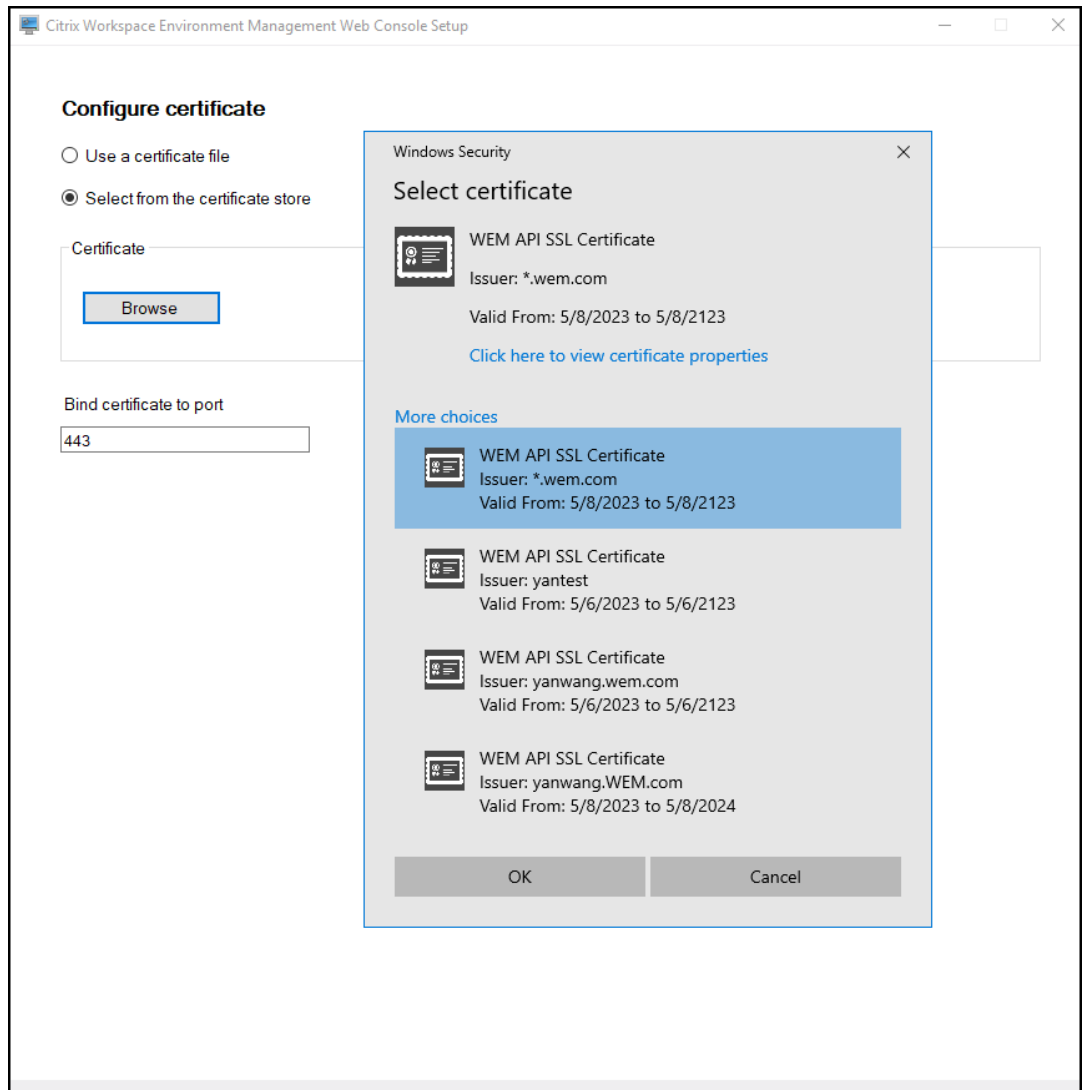 Citrix Workspace Environment Management Web Console Setup
Configure certificate
Use a certificate file
Select from the certificate store
Certificate
Browse
Bind certificate to port
443
Windows Security
Select certificate
WEM API SSL Certificate
Issuer: *.wem.com
Valid From: 5/8/2023 to 5/8/2123
Click here to view certificate properties
More choices
WEM API SSL Certificate
Issuer: *.wem.com
Valid From: 5/8/2023 to 5/8/2123
WEM API SSL Certificate
Issuer: yantest
Valid From: 5/6/2023 to 5/6/2123
WEM API SSL Certificate
Issuer: yanwang.wem.com
Valid From: 5/6/2023 to 5/6/2123
WEM API SSL Certificate
Issuer: yanwang.WEM.com
Valid From: 5/8/2023 to 5/8/2024
OK
Cancel